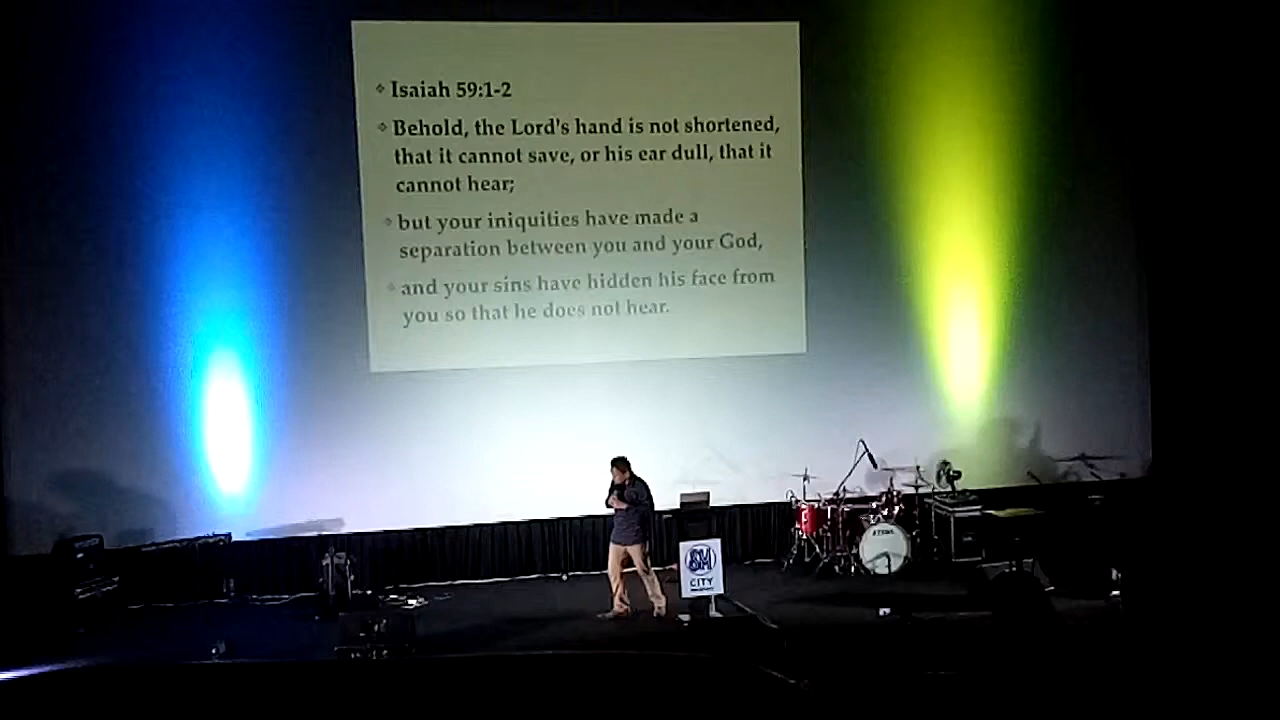 Isaiah 59:1-2
Behold, the Lord's hand is not shortened,
that it cannot save, or his ear dull, that it
cannot hear;
but your iniquities have made a
separation between you and your God,
and your sins have hidden his face from
you so that he does not hear.
SM
CITY